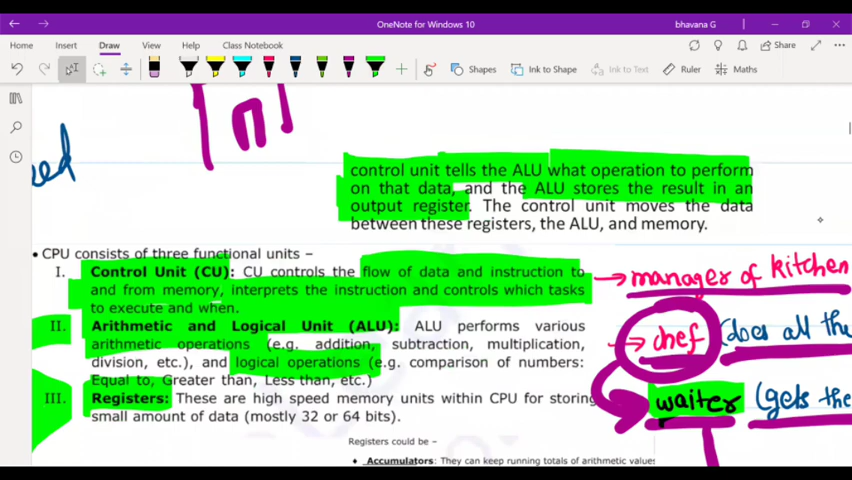 OneNote for Windows 10
bhavana G
Home Insert Draw View Help Class Notebook
Share
Shapes Ink to Shape Ink to Text Ruler Maths
control unit tells the ALU what operation to perform
on that data, and the ALU stores the result in an
output register. The control unit moves the data
between these registers, the ALU, and memory.
• CPU consists of three functional units –
I. Control Unit (CU): CU controls the flow of data and instruction to
and from memory, interprets the instruction and controls which tasks
to execute and when.
→ manager of kitchen
II. Arithmetic and Logical Unit (ALU): ALU performs various
arithmetic operations (e.g. addition, subtraction, multiplication,
division, etc.), and logical operations (e.g. comparison of numbers:
Equal to, Greater than, Less than, etc.)
→ chef (does all the
III. Registers: These are high speed memory units within CPU for storing
small amount of data (mostly 32 or 64 bits).
waiter (gets the
Registers could be –
♦ Accumulators: They can keep running totals of arithmetic values